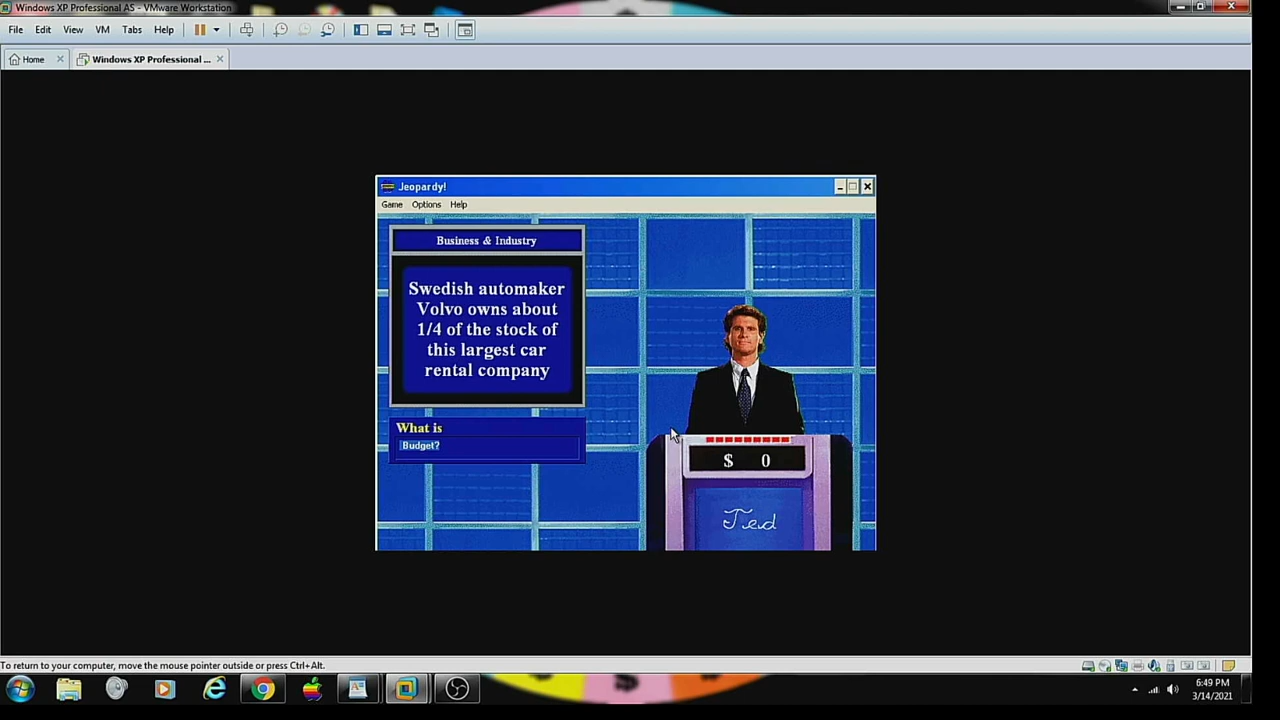 Windows XP Professional AS - VMware Workstation
File Edit View VM Tabs Help
Home Windows XP Professional ...
Jeopardy!
Game Options Help
Business & Industry
Swedish automaker
Volvo owns about
1/4 of the stock of
this largest car
rental company
What is
Budget?
$ 0
Ted
To return to your computer, move the mouse pointer outside or press Ctrl+Alt.
6:49 PM
3/14/2021